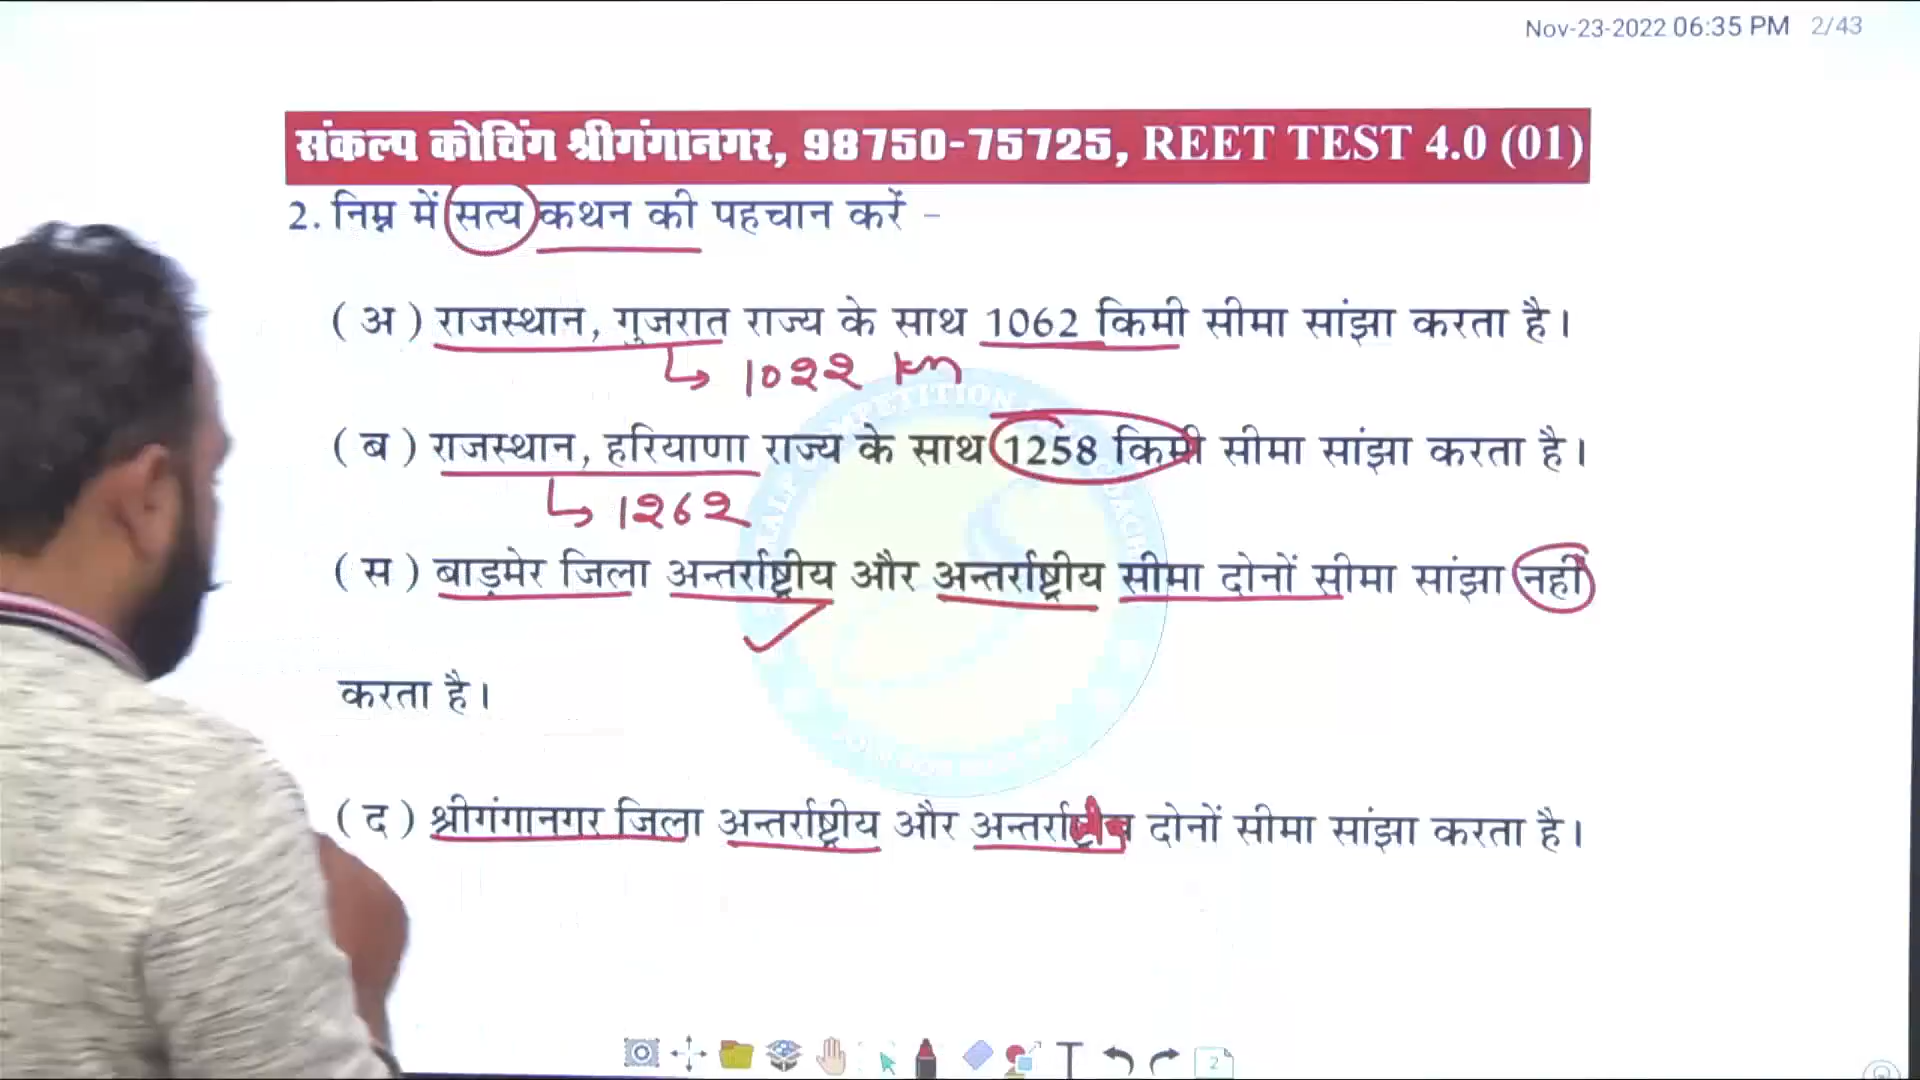 Nov-23-2022 06:35 PM 2/43
संकल्प कोचिंग श्रीगंगानगर, 98750-75725, REET TEST 4.0 (01)
2. निम्न में सत्य कथन की पहचान करें -
( अ ) राजस्थान, गुजरात राज्य के साथ 1062 किमी सीमा सांझा करता है।
1022 km
( ब ) राजस्थान, हरियाणा राज्य के साथ 1258 किमी सीमा सांझा करता है।
1262
( स ) बाड़मेर जिला अन्तर्राष्ट्रीय और अन्तर्राष्ट्रीय सीमा दोनों सीमा सांझा नहीं
करता है।
( द ) श्रीगंगानगर जिला अन्तर्राष्ट्रीय और अन्तर्राष्ट्रीय दोनों सीमा सांझा करता है।
2